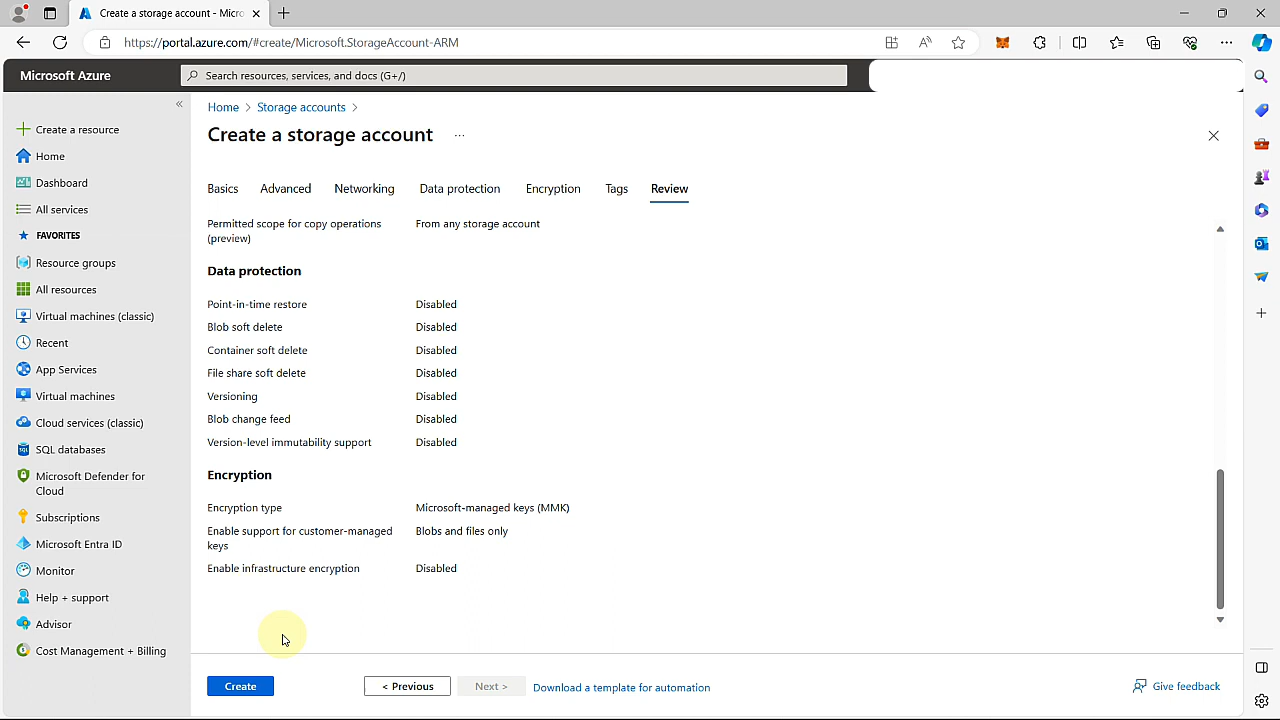 Create a storage account - Micro
https://portal.azure.com/#create/Microsoft.StorageAccount-ARM
Microsoft Azure
Search resources, services, and docs (G+/)
Create a resource
Home
Dashboard
All services
FAVORITES
Resource groups
All resources
Virtual machines (classic)
Recent
App Services
Virtual machines
Cloud services (classic)
SQL databases
Microsoft Defender for
Cloud
Subscriptions
Microsoft Entra ID
Monitor
Help + support
Advisor
Cost Management + Billing
Home > Storage accounts >
Create a storage account ...
Basics Advanced Networking Data protection Encryption Tags Review
Permitted scope for copy operations From any storage account
(preview)
Data protection
Point-in-time restore Disabled
Blob soft delete Disabled
Container soft delete Disabled
File share soft delete Disabled
Versioning Disabled
Blob change feed Disabled
Version-level immutability support Disabled
Encryption
Encryption type Microsoft-managed keys (MMK)
Enable support for customer-managed Blobs and files only
keys
Enable infrastructure encryption Disabled
Create < Previous Next > Download a template for automation Give feedback